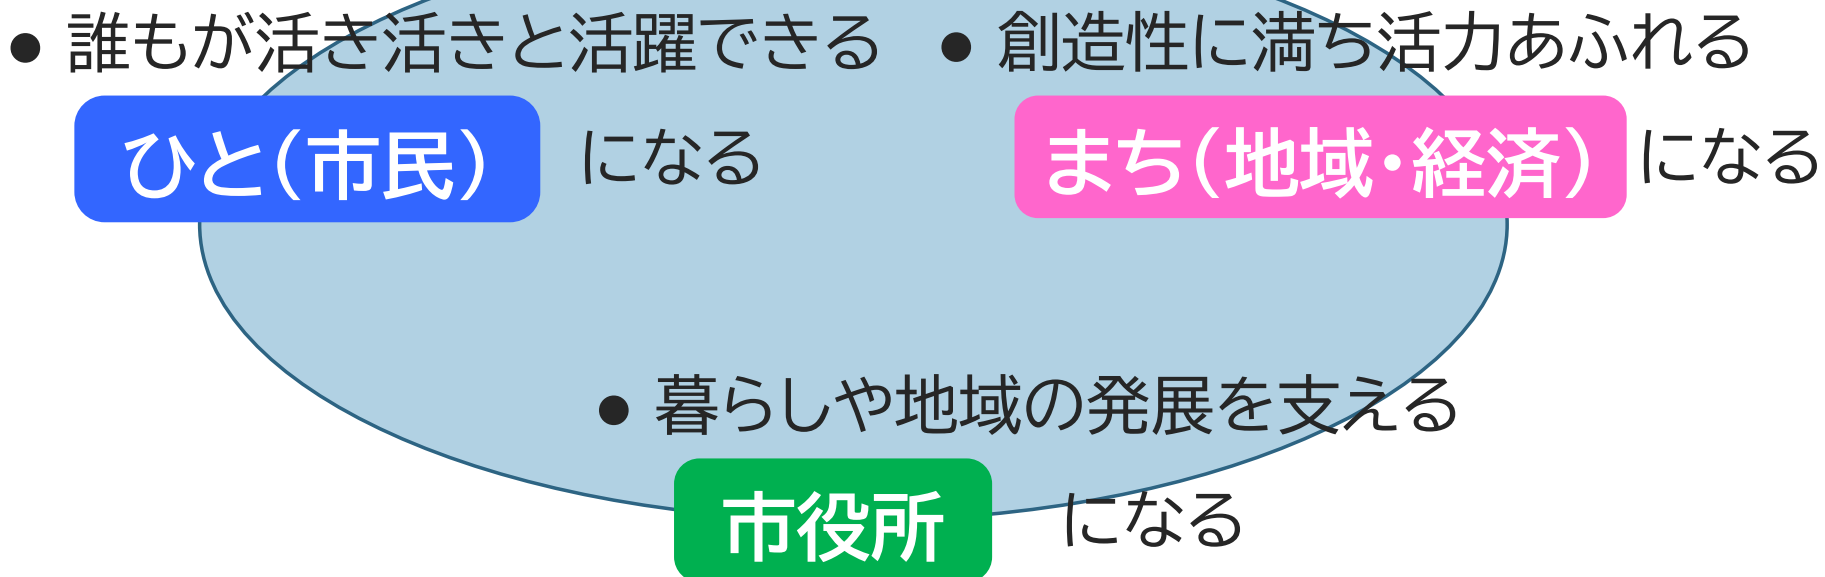 ● 誰もが活き活きと活躍できる
ひと（市民） になる
● 創造性に満ち活力あふれる
まち（地域・経済） になる
● 暮らしや地域の発展を支える
市役所 になる